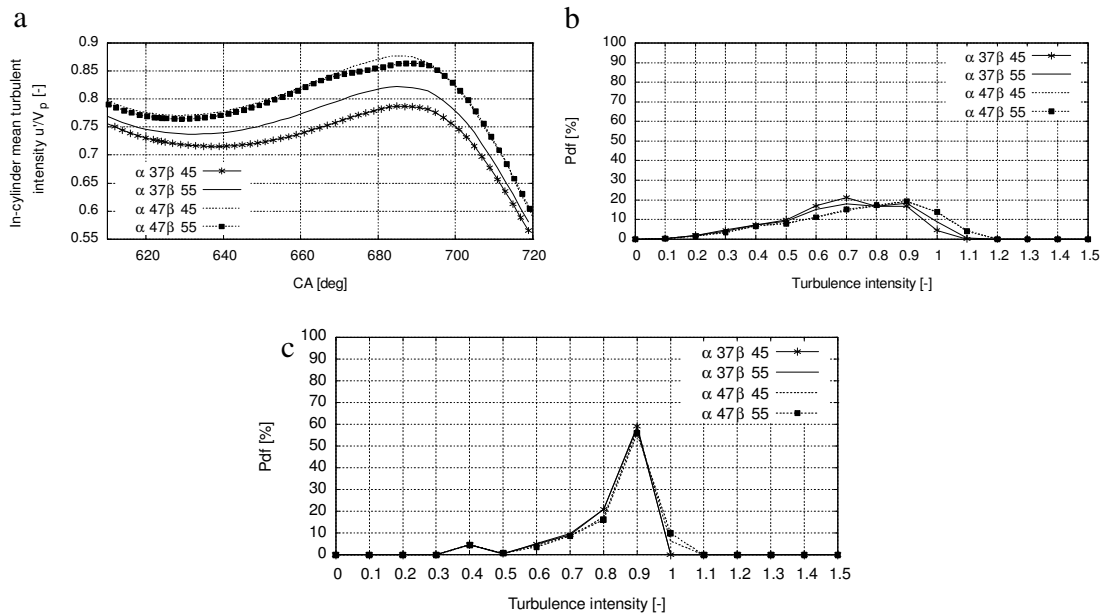 a
In-cylinder mean turbulent
intensity u'/Vp [-]
0.9
0.85
0.8
0.75
0.7
0.65
0.6
0.55
α 37β 45
α 37β 55
α 47β 45
α 47β 55
620 640 660 680 700 720
CA [deg]
b
Pdf [%]
100
90
80
70
60
50
40
30
20
10
0
α 37β 45
α 37β 55
α 47β 45
α 47β 55
0 0.1 0.2 0.3 0.4 0.5 0.6 0.7 0.8 0.9 1.0 1.1 1.2 1.3 1.4 1.5
Turbulence intensity [-]
c
Pdf [%]
100
90
80
70
60
50
40
30
20
10
0
α 37β 45
α 37β 55
α 47β 45
α 47β 55
0 0.1 0.2 0.3 0.4 0.5 0.6 0.7 0.8 0.9 1 1.1 1.2 1.3 1.4 1.5
Turbulence intensity [-]